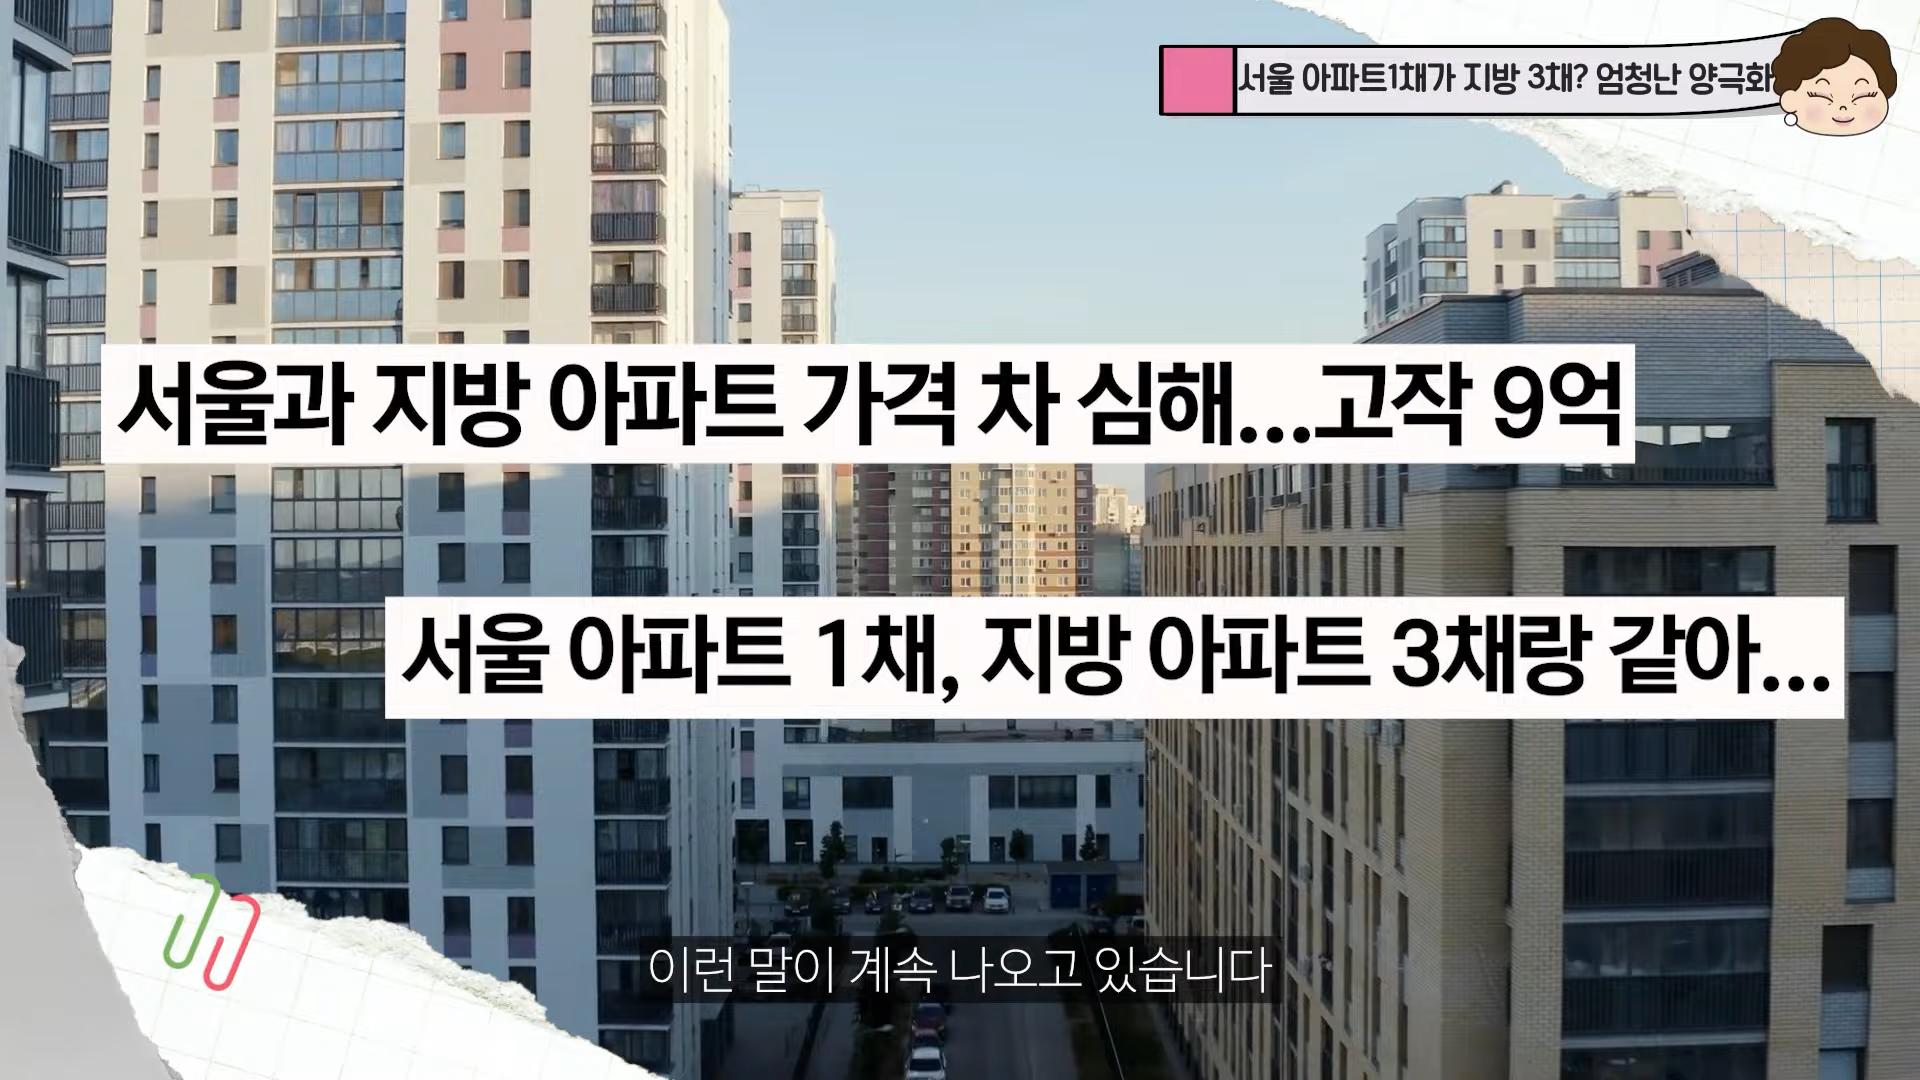 서울 아파트1채가 지방 3채? 엄청난 양극화
서울과 지방 아파트 가격 차 심해...고작 9억
서울 아파트 1채, 지방 아파트 3채랑 같아...
이런 말이 계속 나오고 있습니다